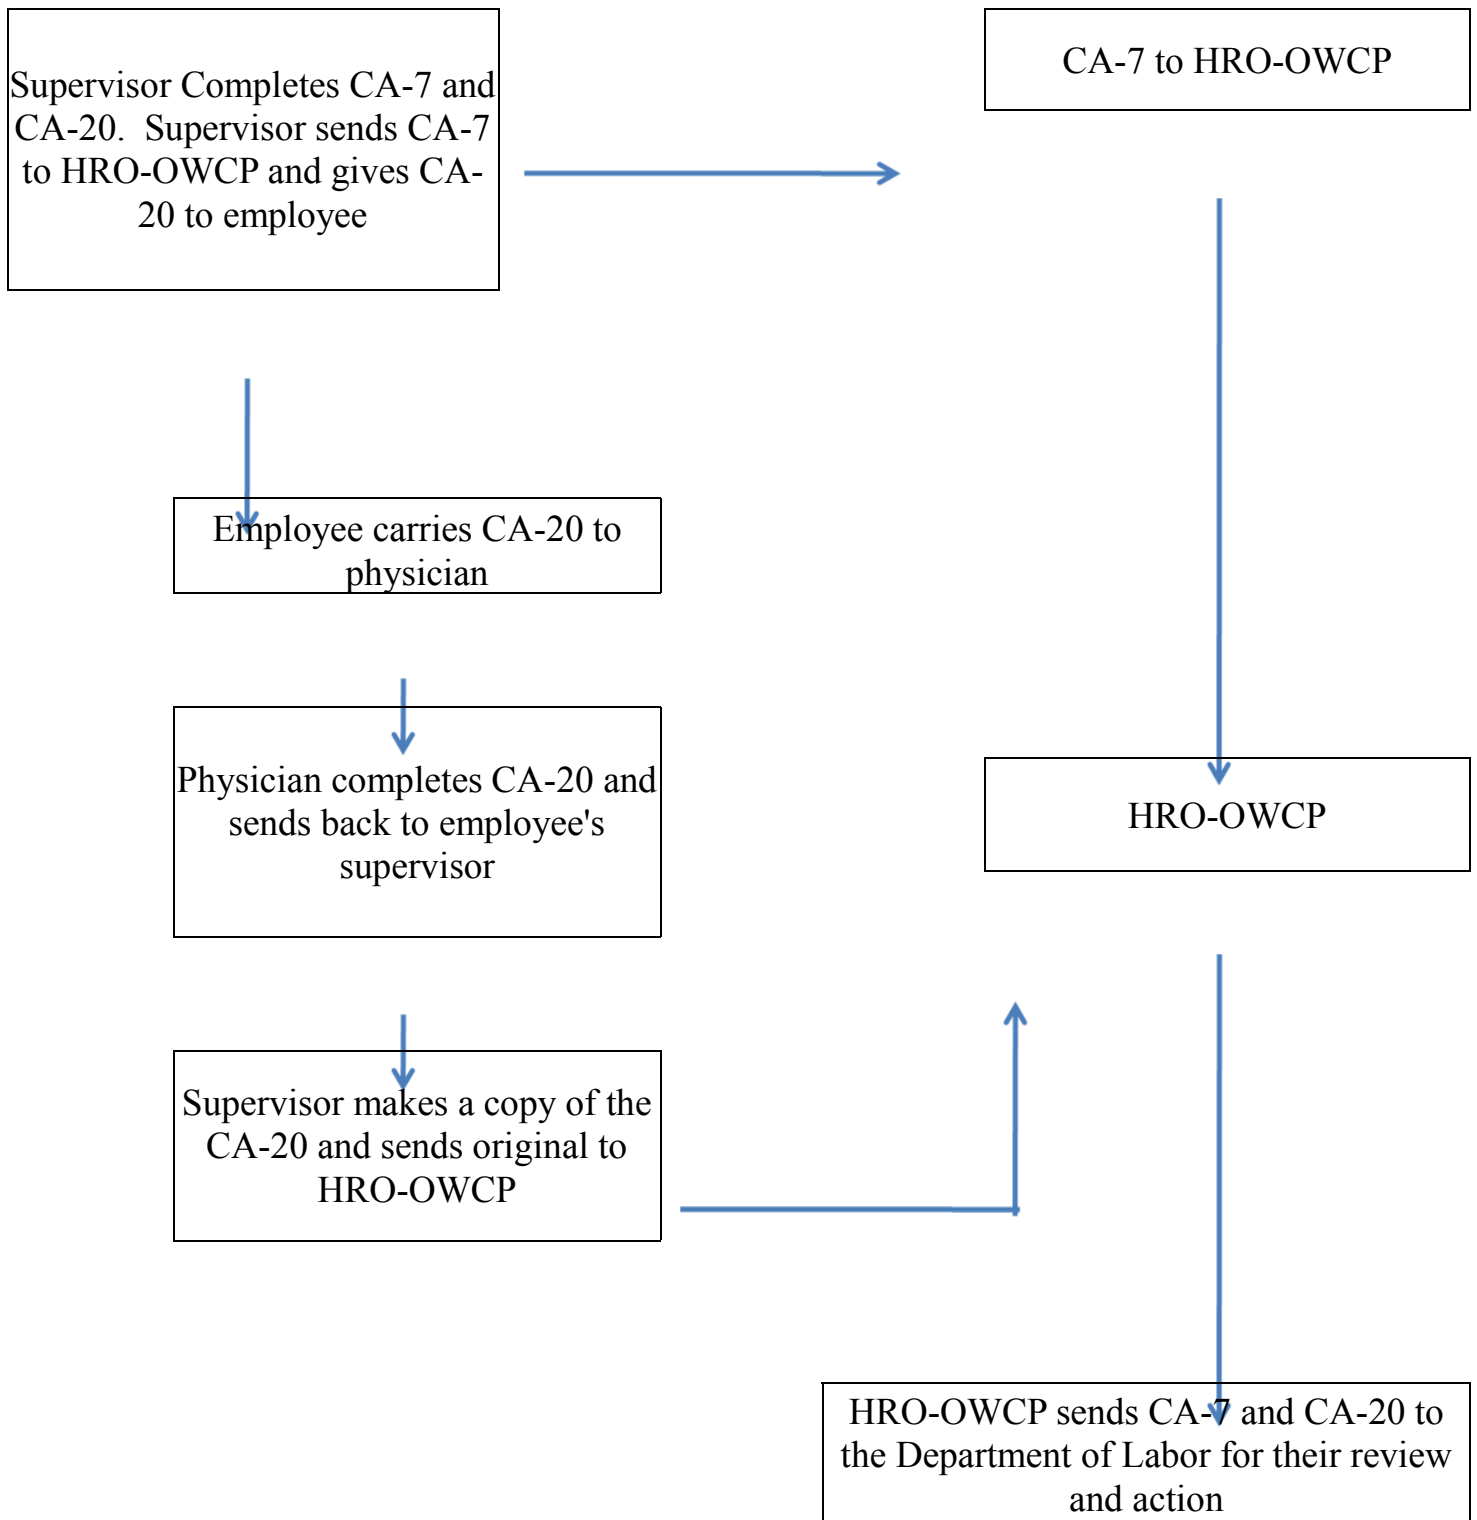 Supervisor Completes CA-7 and
CA-20.  Supervisor sends CA-7
to HRO-OWCP and gives CA-
20 to employee
CA-7 to HRO-OWCP
Employee carries CA-20 to
physician
Physician completes CA-20 and
sends back to employee's
supervisor
HRO-OWCP
Supervisor makes a copy of the
CA-20 and sends original to
HRO-OWCP
HRO-OWCP sends CA-7 and CA-20 to
the Department of Labor for their review
and action